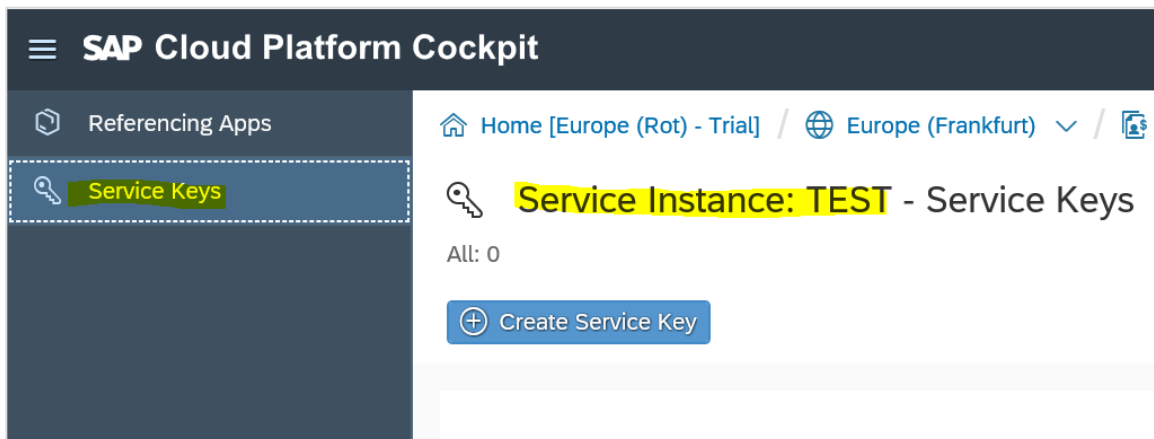 SAP Cloud Platform Cockpit
Referencing Apps
Home [Europe (Rot) - Trial] / Europe (Frankfurt) /
Service Keys
Service Instance: TEST - Service Keys
All: 0
Create Service Key